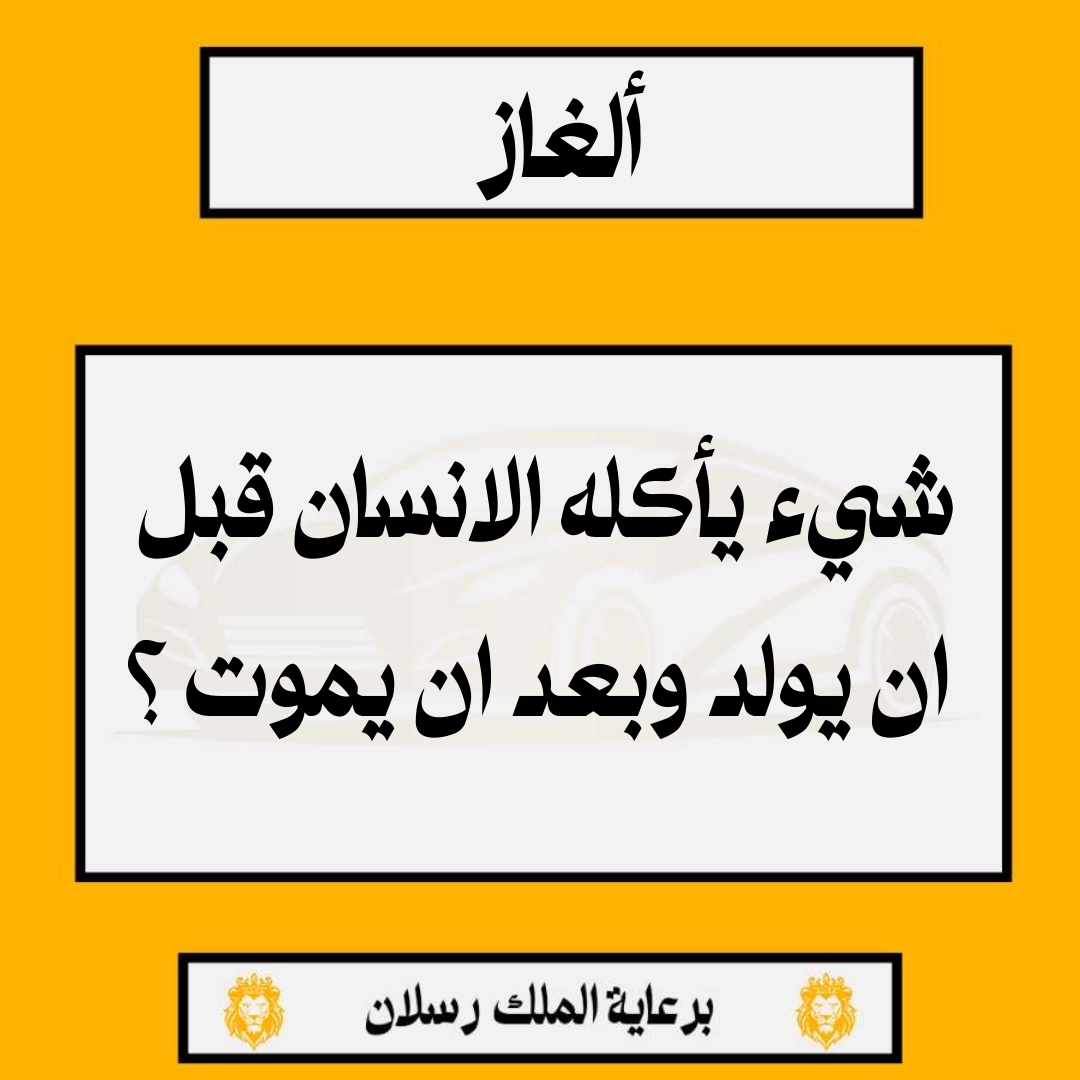 ألغاز
شيء يأكله الانسان قبل
ان يولد وبعد ان يموت ؟
برعاية الملك رسلان